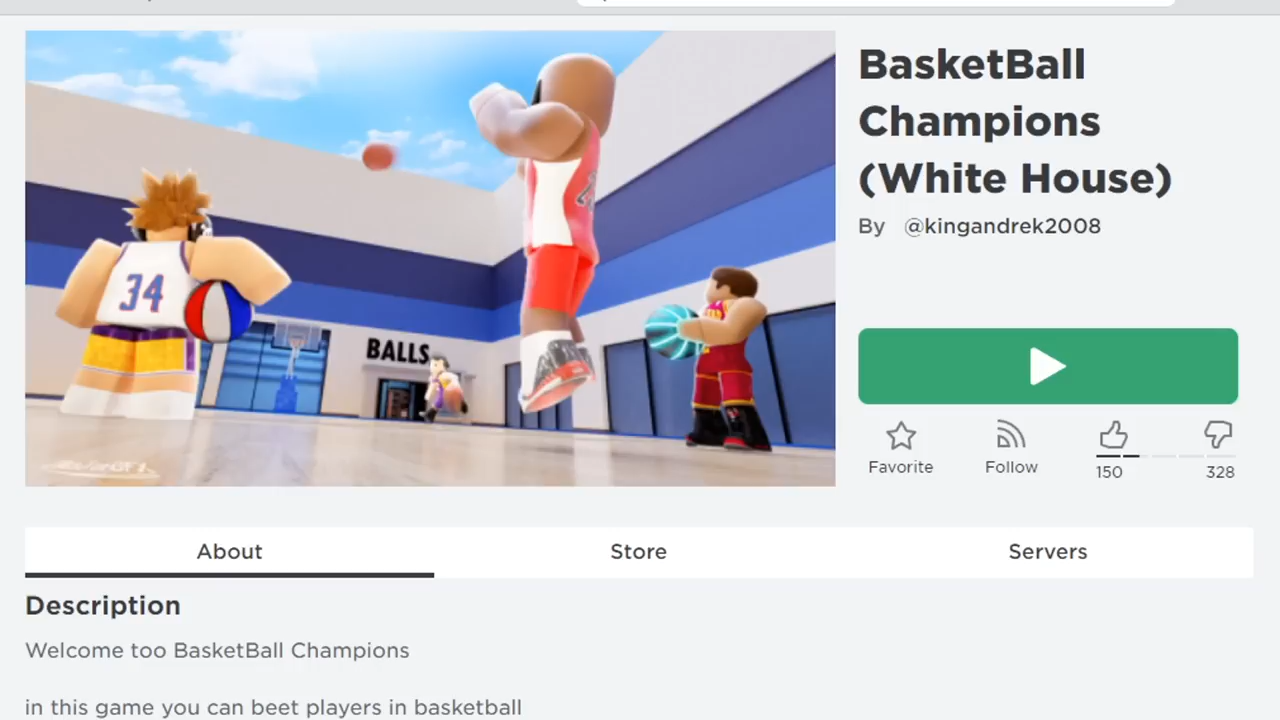 BasketBall
Champions
(White House)
By @kingandrek2008
34
BALLS
Favorite
Follow
150
328
About
Store
Servers
Description
Welcome too BasketBall Champions
in this game you can beet players in basketball